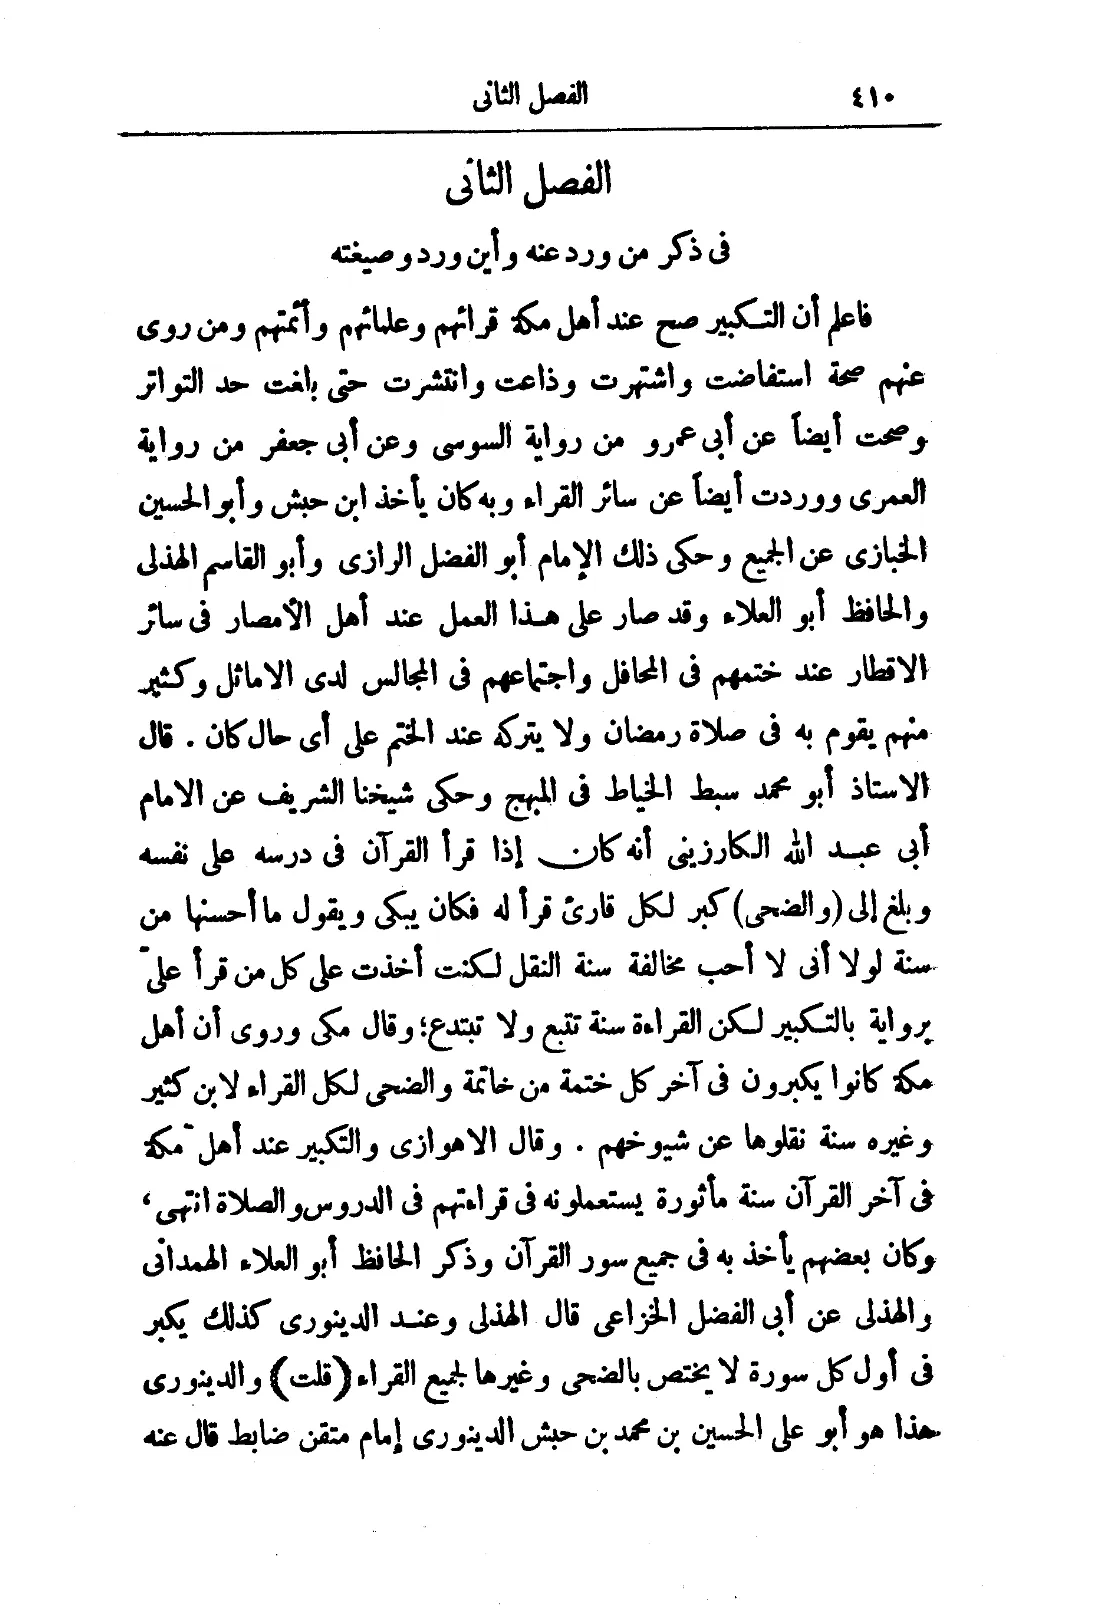 ٤١٠ الفصل الثانى
الفصل الثانى
فى ذكر من ورد عنه وأين ورد وصيغته
فاعلم أن التكبير صح عند أهل مكة قرائهم وعلمائهم وأئمتهم ومن روى
عنهم صحة استفاضت واشتهرت وذاعت وانتشرت حتى بلغت حد التواتر
وصحت أيضاً عن أبى عمرو من رواية السوسى وعن أبى جعفر من رواية
العمرى ووردت أيضاً عن سائر القراء وبه كان يأخذ ابن حبش وأبو الحسين
الخبازى عن الجميع وحكى ذلك الإمام أبو الفضل الرازى وأبو القاسم الهذلى
والحافظ أبو العلاء وقد صار على هذا العمل عند أهل الأمصار فى سائر
الاقطار عند ختمهم فى المحافل واجتماعهم فى المجالس لدى الاماثل وكثير
منهم يقوم به فى صلاة رمضان ولا يتركه عند الختم على أى حال كان . قال
الاستاذ أبو محمد سبط الخياط فى المبهج وحكى شيخنا الشريف عن الامام
أبى عبد الله الكارزينى أنه كان إذا قرأ القرآن فى درسه على نفسه
وبلغ إلى (والضحى) كبر لكل قارئ قرأ له فكان يبكى ويقول ما أحسنها من
سنة لولا أنى لا أحب مخالفة سنة النقل لكنت أخذت على كل من قرأ علىّ
برواية بالتكبير لكن القراءة سنة تتبع ولا تبتدع؛ وقال مكى وروى أن أهل
مكة كانوا يكبرون فى آخر كل ختمة من خاتمة والضحى لكل القراء لابن كثير
وغيره سنة نقلوها عن شيوخهم . وقال الاهوازى والتكبير عند أهل مكة
فى آخر القرآن سنة مأثورة يستعملونه فى قراءتهم فى الدروس والصلاة انتهى،
وكان بعضهم يأخذ به فى جميع سور القرآن وذكر الحافظ أبو العلاء الهمدانى
والهذلى عن أبى الفضل الخزاعى قال الهذلى وعند الدينورى كذلك يكبر
فى أول كل سورة لا يختص بالضحى وغيرها لجميع القراء (قلت) والدينورى
هذا هو أبو على الحسين بن محمد بن حبش الدينورى إمام متقن ضابط قال عنه